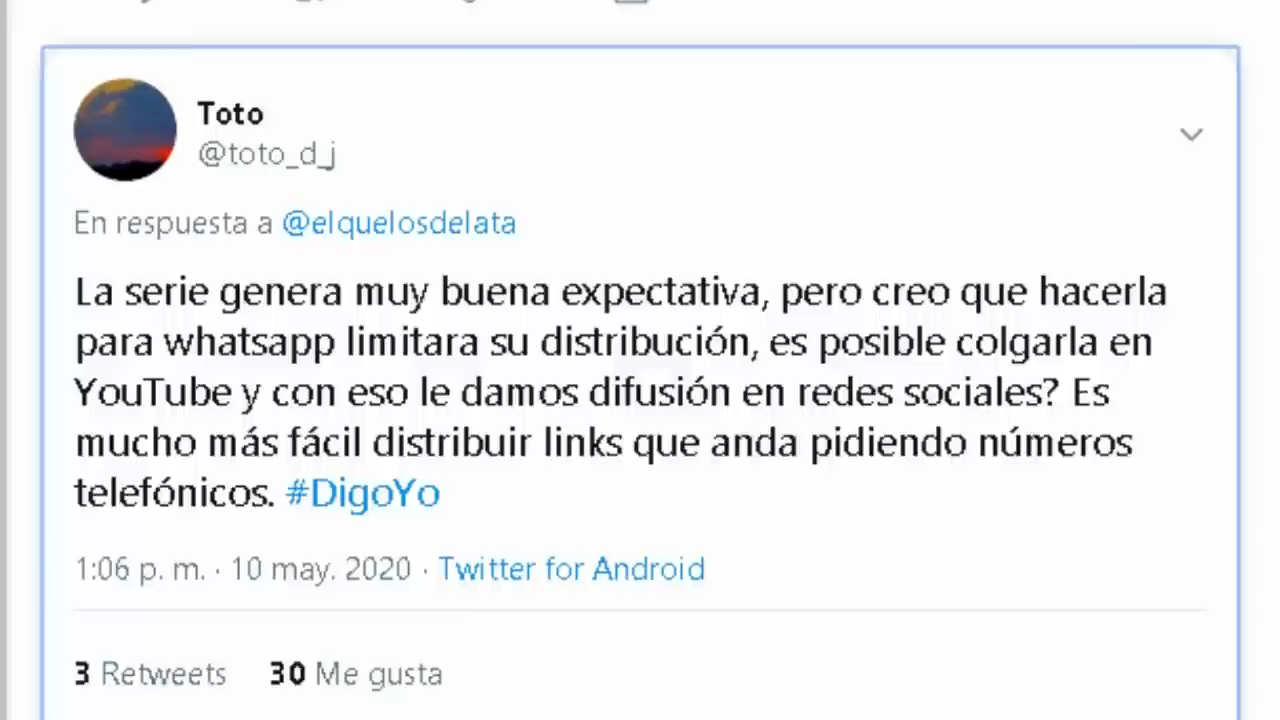 Toto
@toto_d_j
En respuesta a @elquelosdelata
La serie genera muy buena expectativa, pero creo que hacerla
para whatsapp limitara su distribución, es posible colgarla en
YouTube y con eso le damos difusión en redes sociales? Es
mucho más fácil distribuir links que anda pidiendo números
telefónicos. #DigoYo
1:06 p. m. · 10 may. 2020 · Twitter for Android
3 Retweets 30 Me gusta